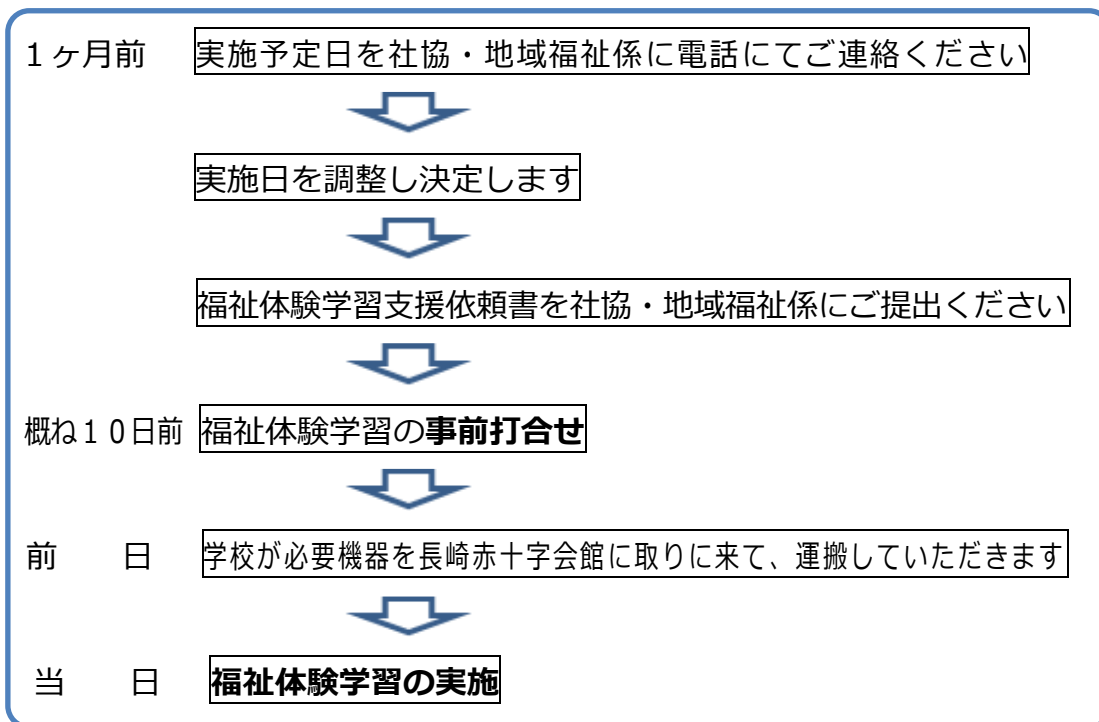 １ヶ月前　実施予定日を社協・地域福祉係に電話にてご連絡ください
実施日を調整し決定します
福祉体験学習支援依頼書を社協・地域福祉係にご提出ください
概ね１０日前　福祉体験学習の事前打合せ
前　　日　学校が必要機器を長崎赤十字会館に取りに来て、運搬していただきます
当　　日　福祉体験学習の実施